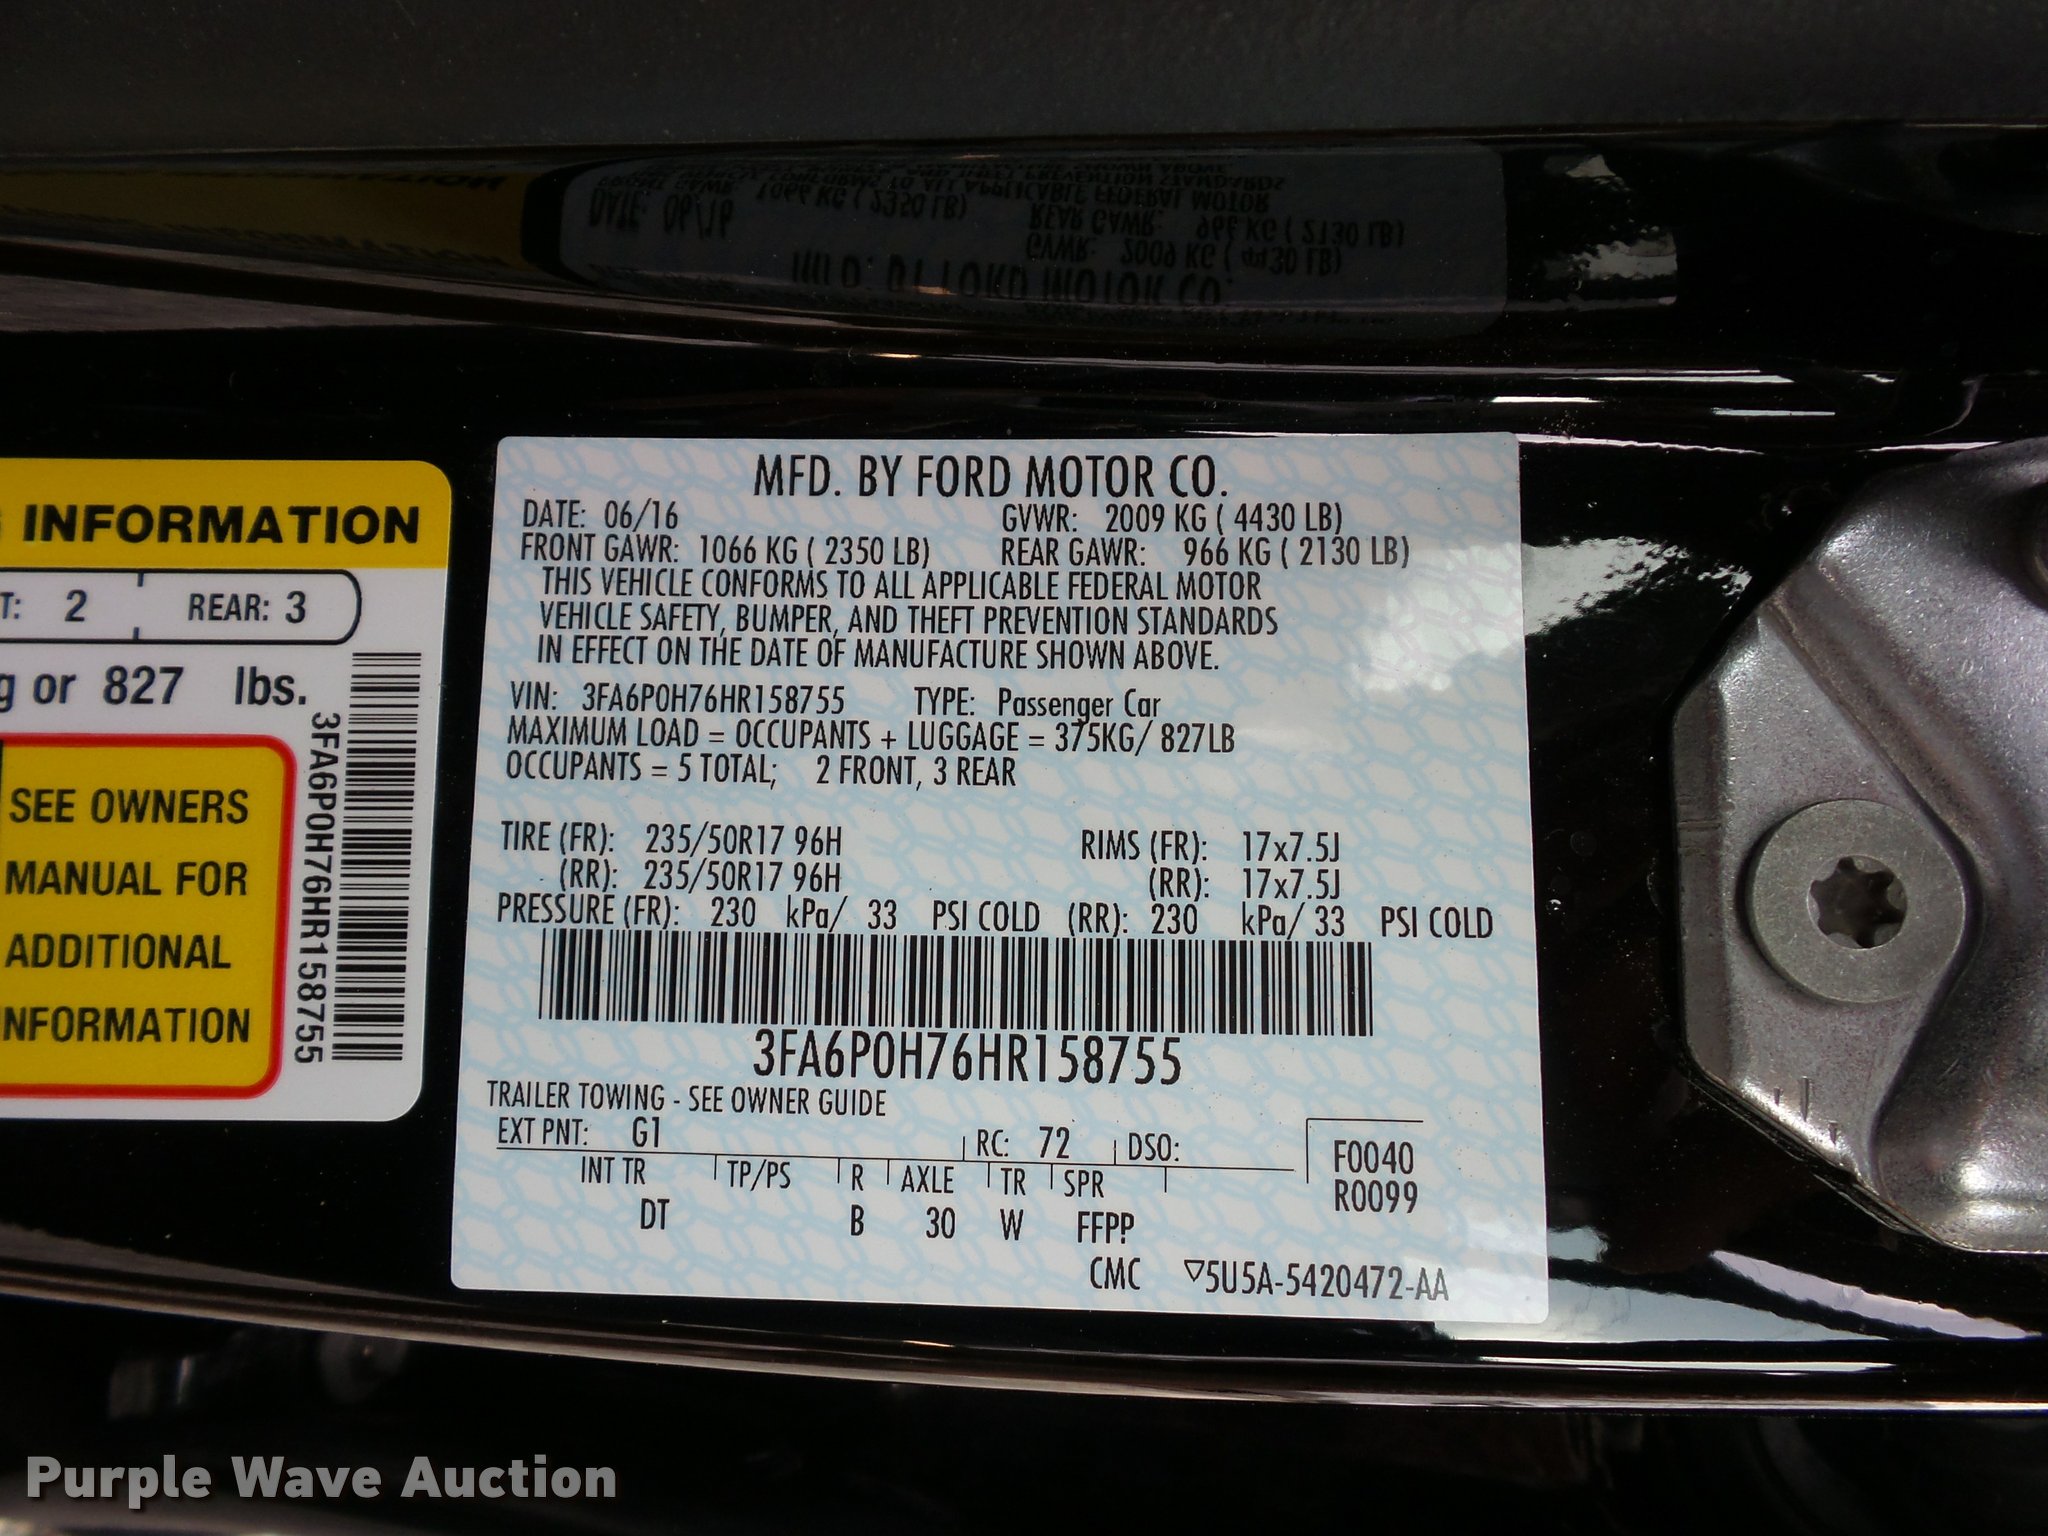 INFORMATION
T: 2 REAR: 3
g or 827 lbs.
SEE OWNERS
MANUAL FOR
ADDITIONAL
INFORMATION
3FA6P0H76HR158755
MFD. BY FORD MOTOR CO.
DATE: 06/16 GVWR: 2009 KG ( 4430 LB)
FRONT GAWR: 1066 KG ( 2350 LB) REAR GAWR: 966 KG ( 2130 LB)
THIS VEHICLE CONFORMS TO ALL APPLICABLE FEDERAL MOTOR
VEHICLE SAFETY, BUMPER, AND THEFT PREVENTION STANDARDS
IN EFFECT ON THE DATE OF MANUFACTURE SHOWN ABOVE.
VIN: 3FA6P0H76HR158755 TYPE: Passenger Car
MAXIMUM LOAD = OCCUPANTS + LUGGAGE = 375KG/ 827LB
OCCUPANTS = 5 TOTAL; 2 FRONT, 3 REAR
TIRE (FR): 235/50R17 96H RIMS (FR): 17x7.5J
(RR): 235/50R17 96H (RR): 17x7.5J
PRESSURE (FR): 230 kPa/ 33 PSI COLD (RR): 230 kPa/ 33 PSI COLD
3FA6P0H76HR158755
TRAILER TOWING - SEE OWNER GUIDE
EXT PNT: G1 RC: 72 DSO: F0040
INT TR TP/PS R AXLE TR SPR R0099
DT B 30 W FFPP
CMC ▽5U5A-5420472-AA
Purple Wave Auction